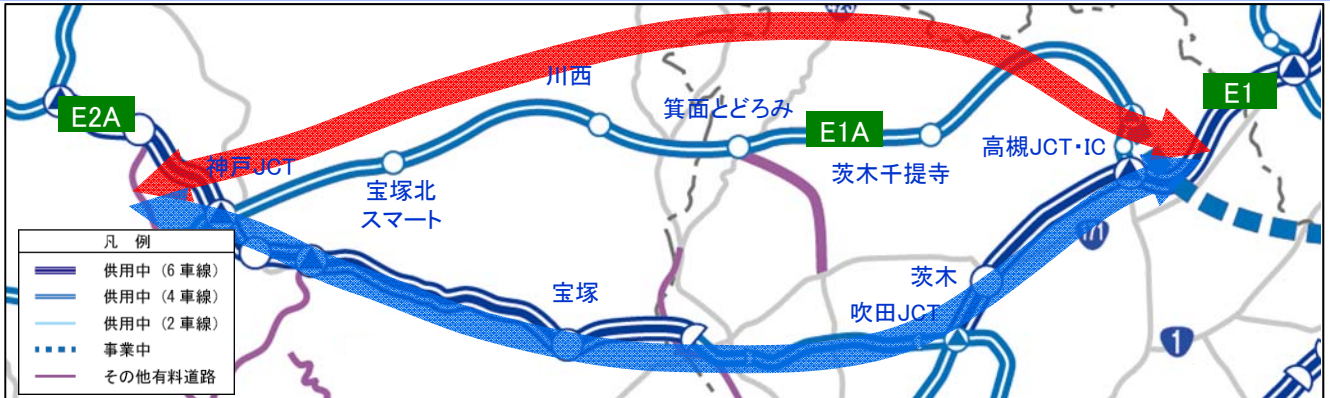 E2A
神戸JCT
宝塚北
スマート
川西
箕面とどろみ
E1A
茨木千提寺
高槻JCT・IC
E1
宝塚
茨木
吹田JCT
171
1
凡 例
供用中（6車線）
供用中（4車線）
供用中（2車線）
事業中
その他有料道路